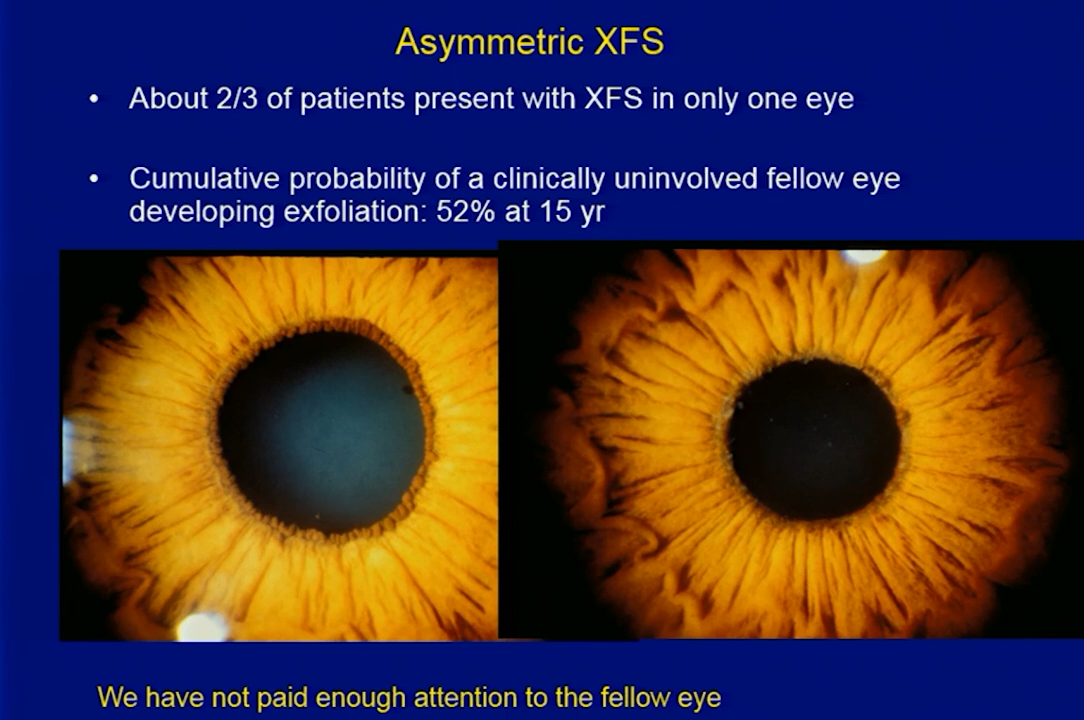 Asymmetric XFS
• About 2/3 of patients present with XFS in only one eye
• Cumulative probability of a clinically uninvolved fellow eye
developing exfoliation: 52% at 15 yr
We have not paid enough attention to the fellow eye